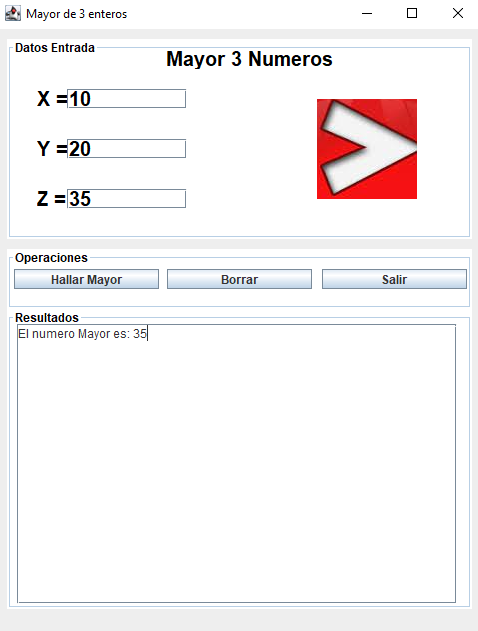 Mayor de 3 enteros
Datos Entrada
Mayor 3 Numeros
X =10
Y =20
Z =35
Operaciones
Hallar Mayor Borrar Salir
Resultados
El numero Mayor es: 35